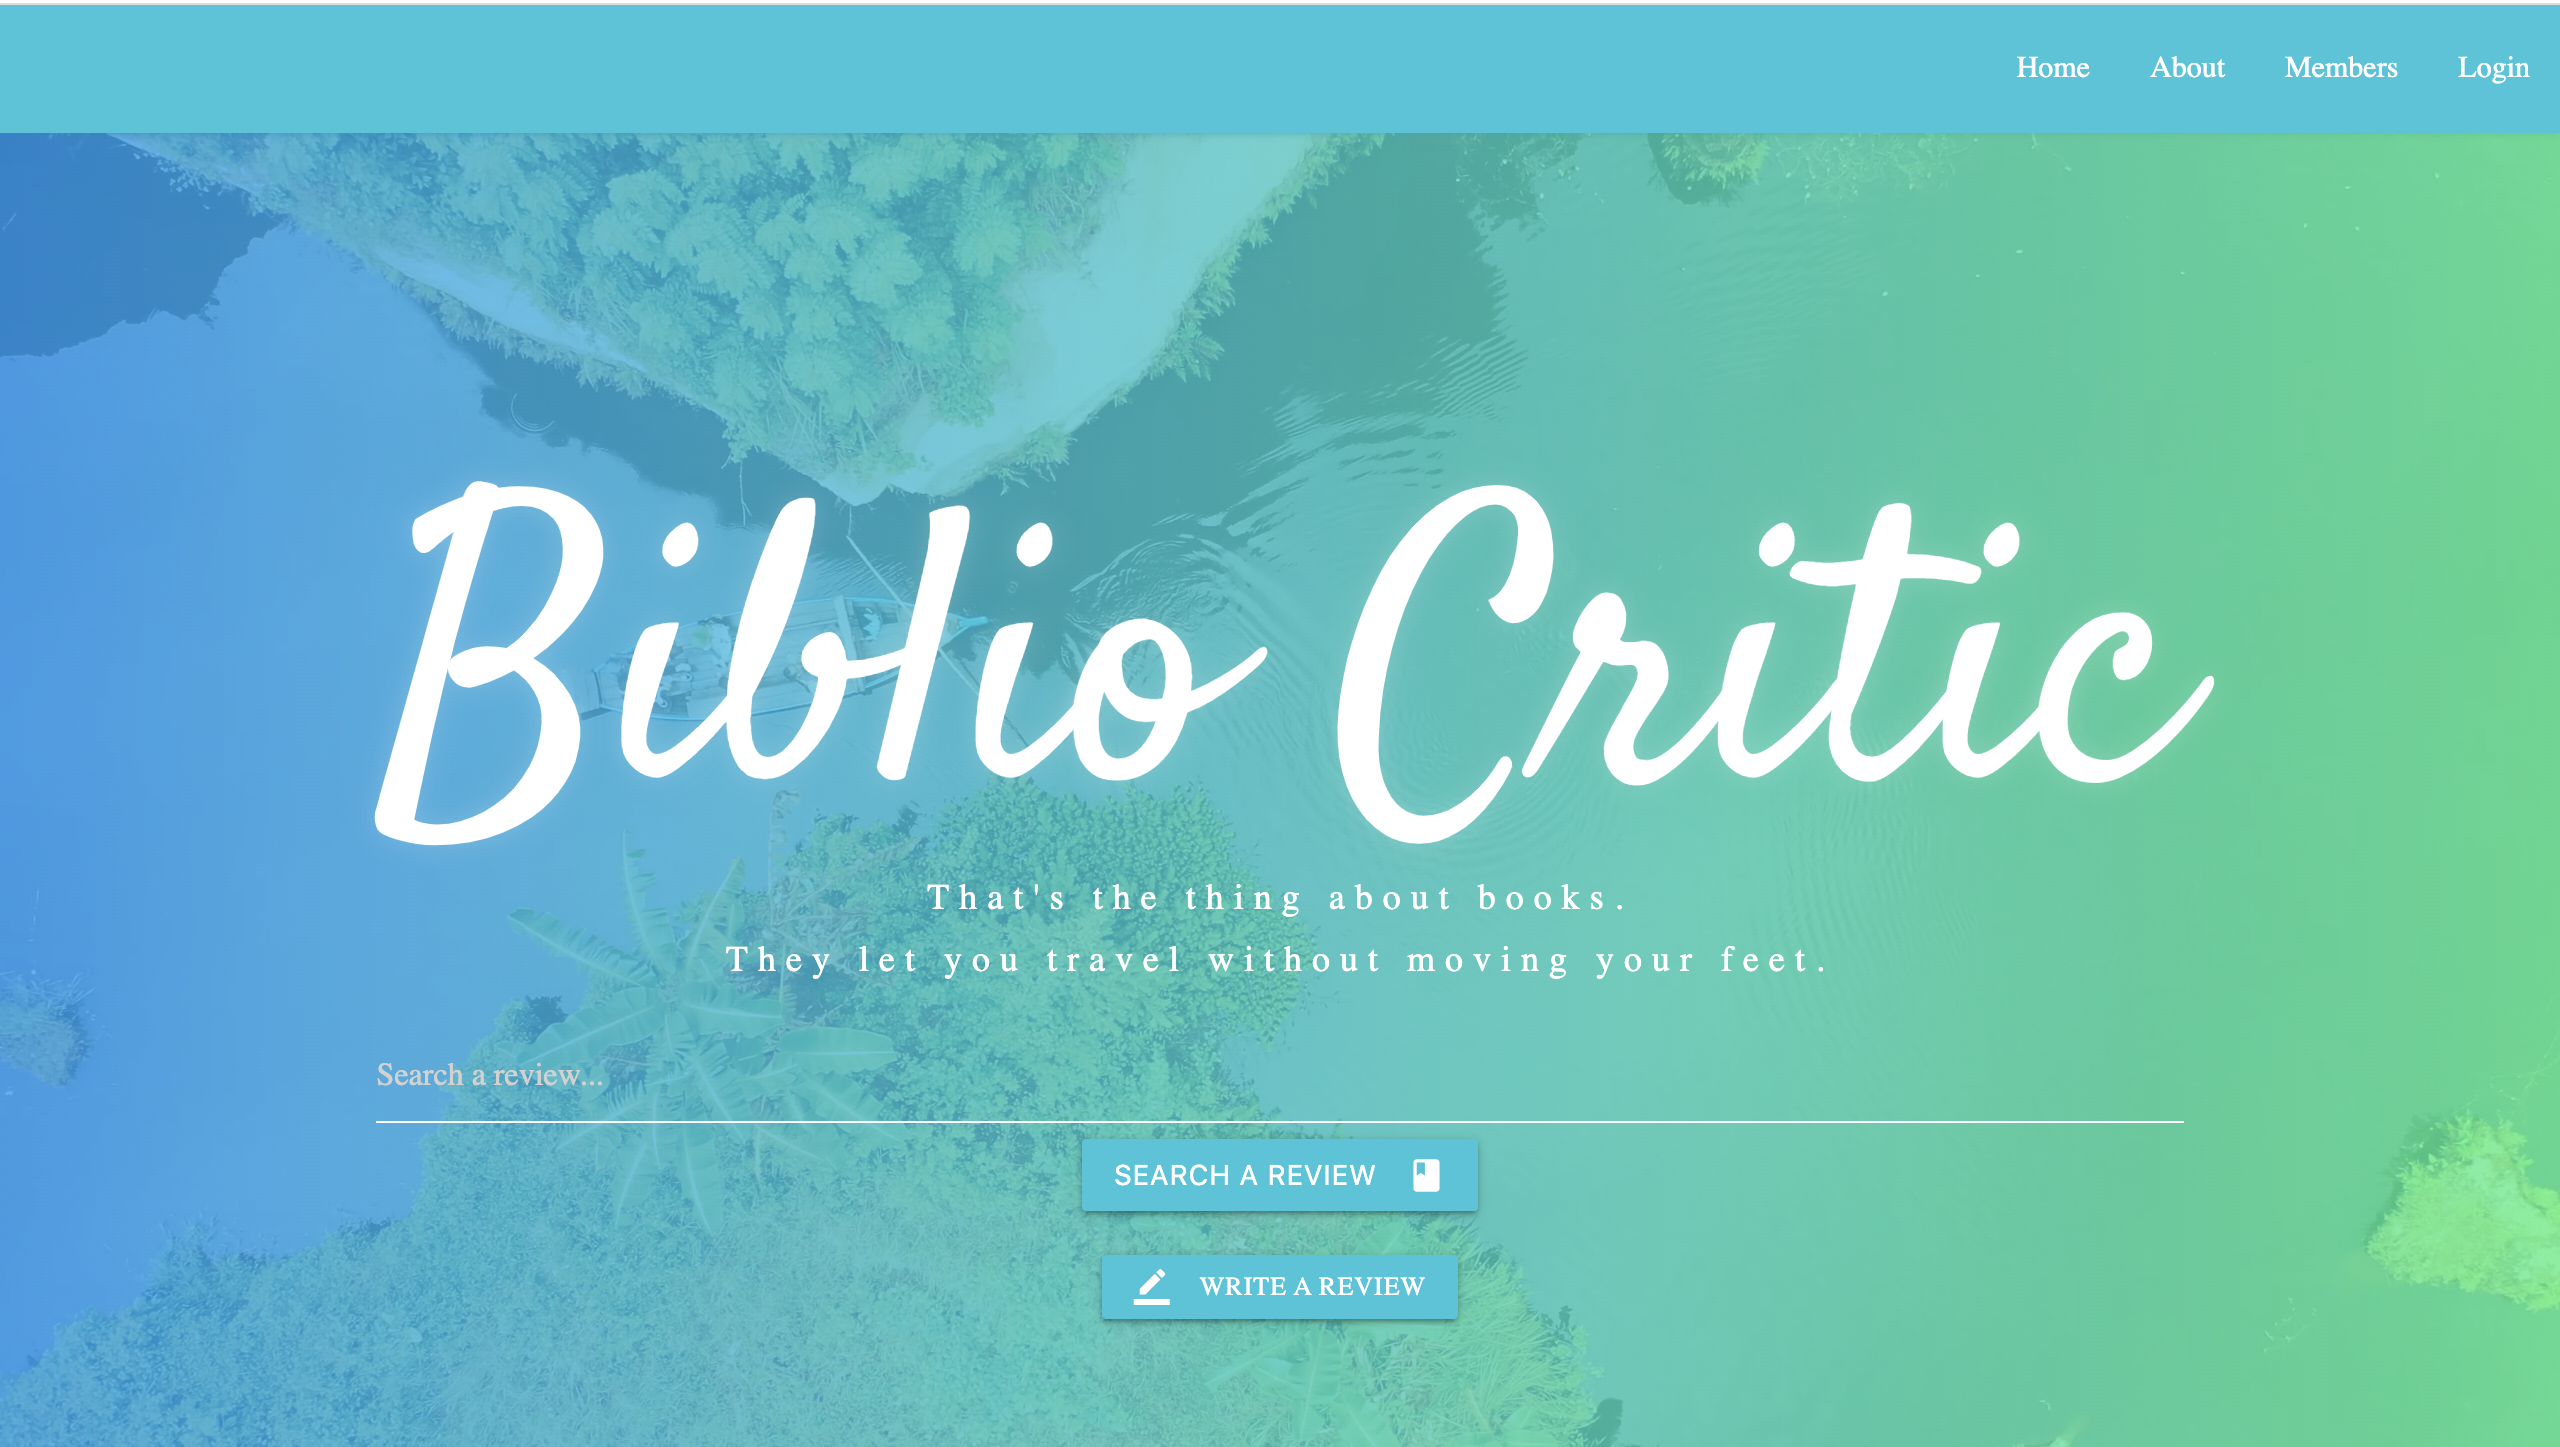 Home About Members Login
Biblio Critic
That's the thing about books.
They let you travel without moving your feet.
Search a review...
SEARCH A REVIEW
WRITE A REVIEW